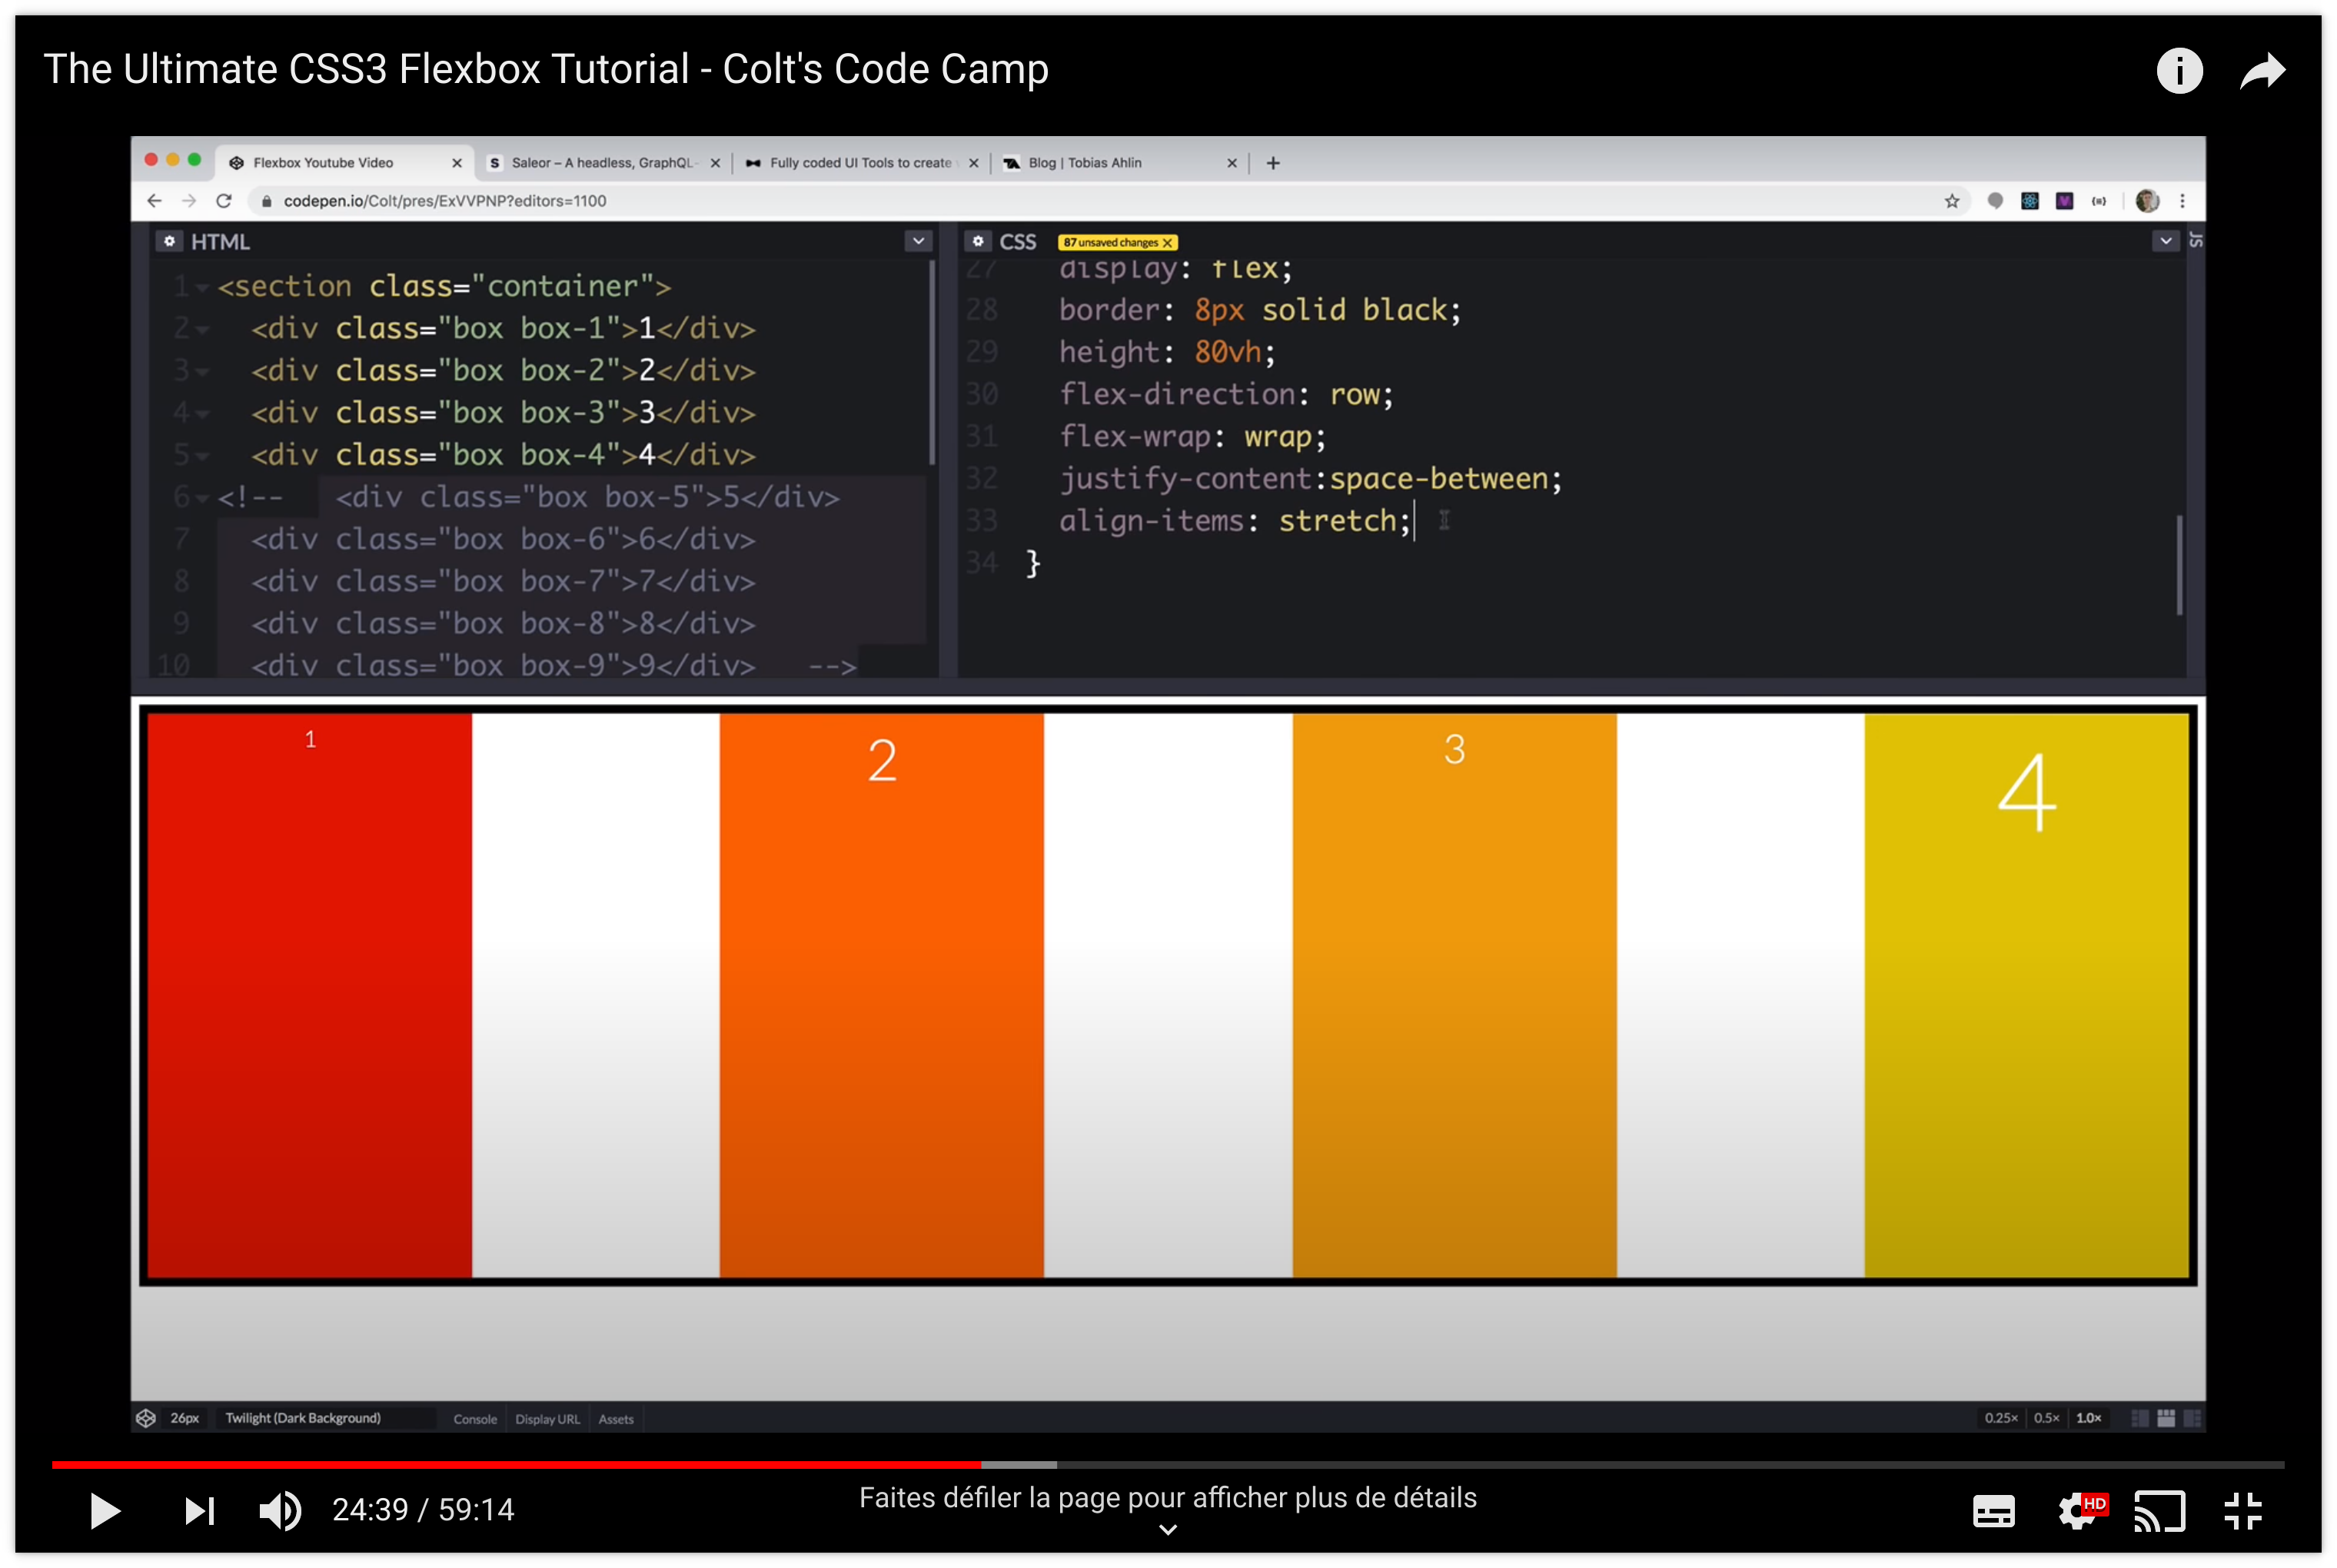 The Ultimate CSS3 Flexbox Tutorial - Colt's Code Camp
Flexbox Youtube Video
Saleor – A headless, GraphQL-
Fully coded UI Tools to create
Blog | Tobias Ahlin
codepen.io/Colt/pres/ExVVPNP?editors=1100
HTML
1 <section class="container">
2 <div class="box box-1">1</div>
3 <div class="box box-2">2</div>
4 <div class="box box-3">3</div>
5 <div class="box box-4">4</div>
6 <!-- <div class="box box-5">5</div>
7 <div class="box box-6">6</div>
8 <div class="box box-7">7</div>
9 <div class="box box-8">8</div>
10 <div class="box box-9">9</div> -->
CSS 87 unsaved changes X
JS
27 display: flex;
28 border: 8px solid black;
29 height: 80vh;
30 flex-direction: row;
31 flex-wrap: wrap;
32 justify-content:space-between;
33 align-items: stretch;
34 }
1
2
3
4
26px Twilight (Dark Background) Console Display URL Assets
0.25× 0.5× 1.0×
Faites défiler la page pour afficher plus de détails
24:39 / 59:14
HD